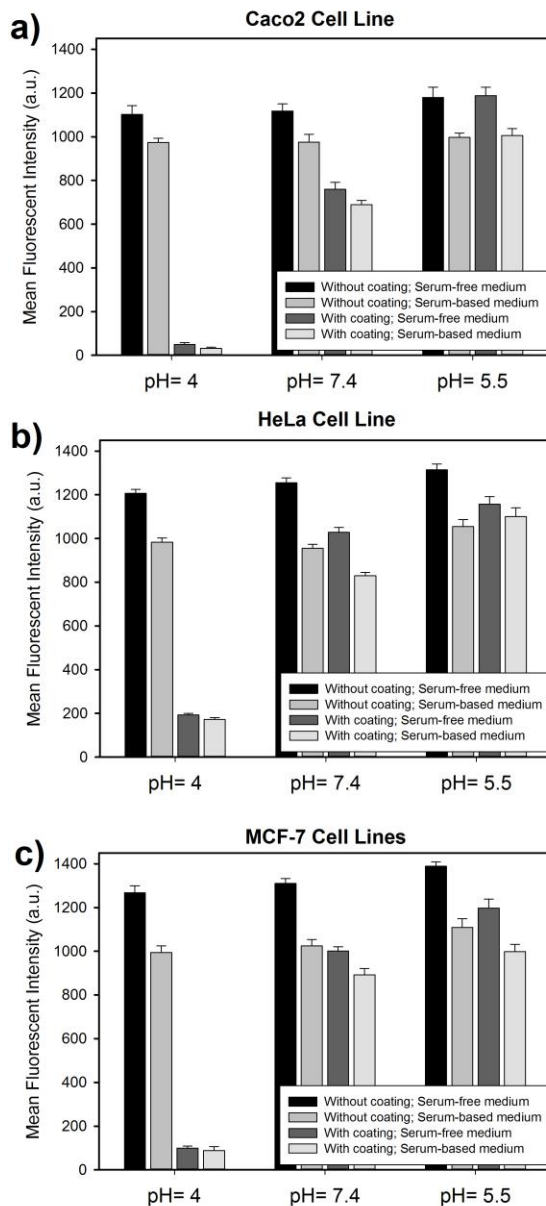 a)
Caco2 Cell Line
Mean Fluorescent Intensity (a.u.)
1400
1200
1000
800
600
400
200
0
Without coating; Serum-free medium
Without coating; Serum-based medium
With coating; Serum-free medium
With coating; Serum-based medium
pH= 4 pH= 7.4 pH= 5.5
b)
HeLa Cell Line
Mean Fluorescent Intensity (a.u.)
1400
1200
1000
800
600
400
200
0
Without coating; Serum-free medium
Without coating; Serum-based medium
With coating; Serum-free medium
With coating; Serum-based medium
pH= 4 pH= 7.4 pH= 5.5
c)
MCF-7 Cell Lines
Mean Fluorescent Intensity (a.u.)
1400
1200
1000
800
600
400
200
0
Without coating; Serum-free medium
Without coating; Serum-based medium
With coating; Serum-free medium
With coating; Serum-based medium
pH= 4 pH= 7.4 pH= 5.5